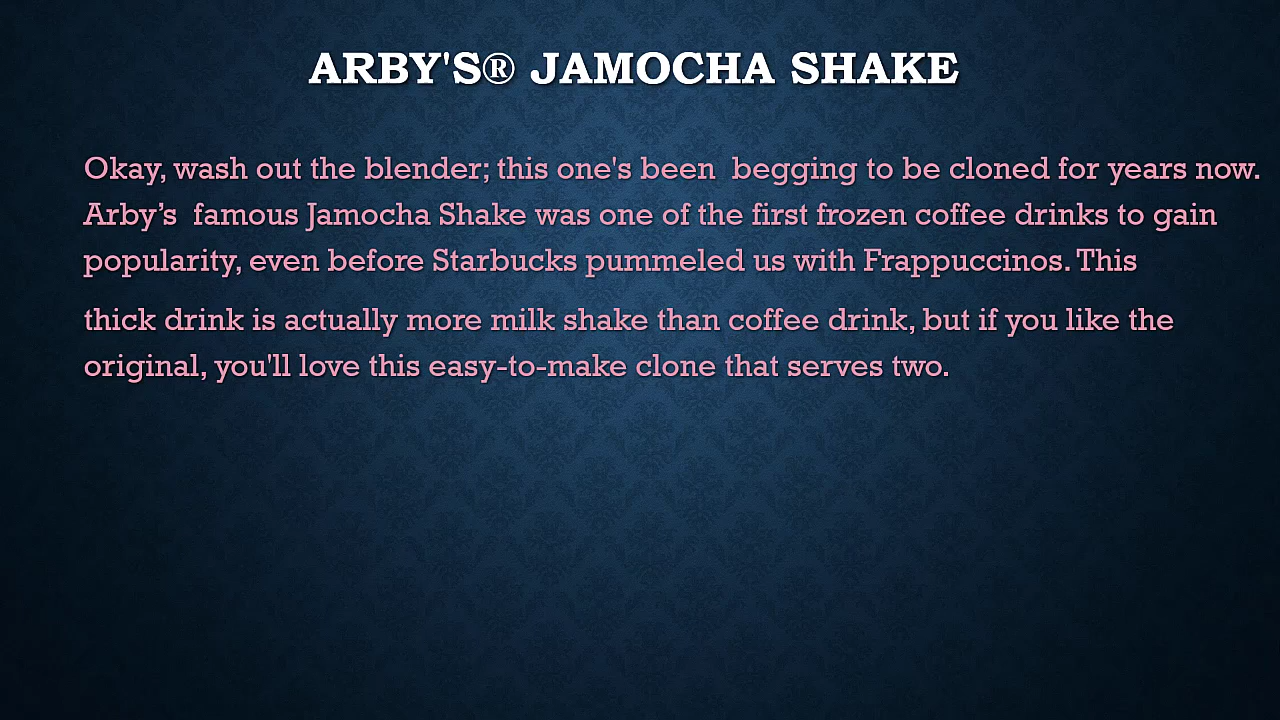 ARBY'S® JAMOCHA SHAKE
Okay, wash out the blender; this one's been  begging to be cloned for years now.
Arby’s  famous Jamocha Shake was one of the first frozen coffee drinks to gain
popularity, even before Starbucks pummeled us with Frappuccinos. This
thick drink is actually more milk shake than coffee drink, but if you like the
original, you'll love this easy-to-make clone that serves two.